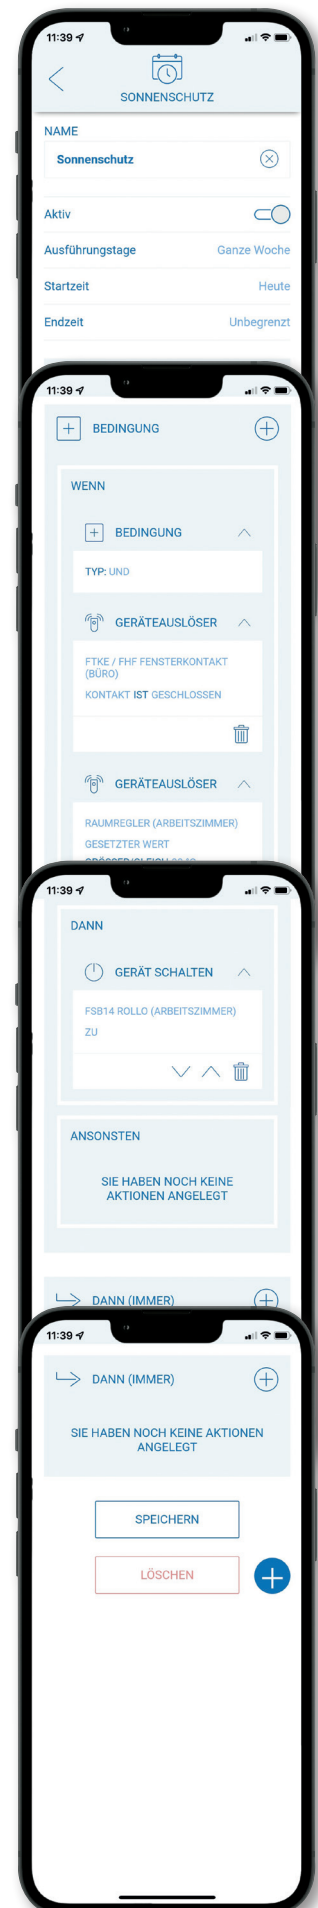 11:39
SONNENSCHUTZ
NAME
Sonnenschutz
Aktiv
Ausführungstage Ganze Woche
Startzeit Heute
Endzeit Unbegrenzt
11:39
BEDINGUNG
WENN
BEDINGUNG
TYP: UND
GERÄTEAUSLÖSER
FTKE / FHF FENSTERKONTAKT
(BÜRO)
KONTAKT IST GESCHLOSSEN
GERÄTEAUSLÖSER
RAUMREGLER (ARBEITSZIMMER)
GESETZTER WERT
11:39
DANN
GERÄT SCHALTEN
FSB14 ROLLO (ARBEITSZIMMER)
ZU
ANSONSTEN
SIE HABEN NOCH KEINE
AKTIONEN ANGELEGT
DANN (IMMER)
11:39
DANN (IMMER)
SIE HABEN NOCH KEINE AKTIONEN
ANGELEGT
SPEICHERN
LÖSCHEN